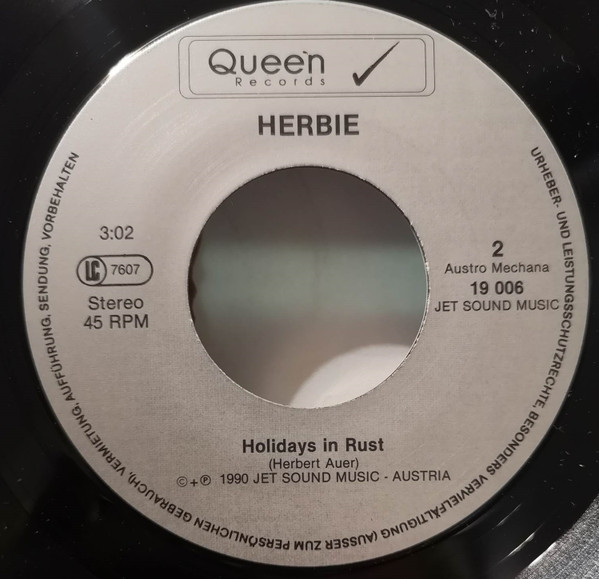 Queen
Records
HERBIE
3:02
LC 7607
Stereo
45 RPM
2
Austro Mechana
19 006
JET SOUND MUSIC
Holidays in Rust
(Herbert Auer)
©+℗ 1990 JET SOUND MUSIC - AUSTRIA
URHEBER- UND LEISTUNGSSCHUTZRECHTE, BESONDERS VERVIELFÄLTIGUNG (AUSSER ZUM PERSÖNLICHEN GEBRAUCH), VERMIETUNG, AUFFÜHRUNG, SENDUNG, VORBEHALTEN